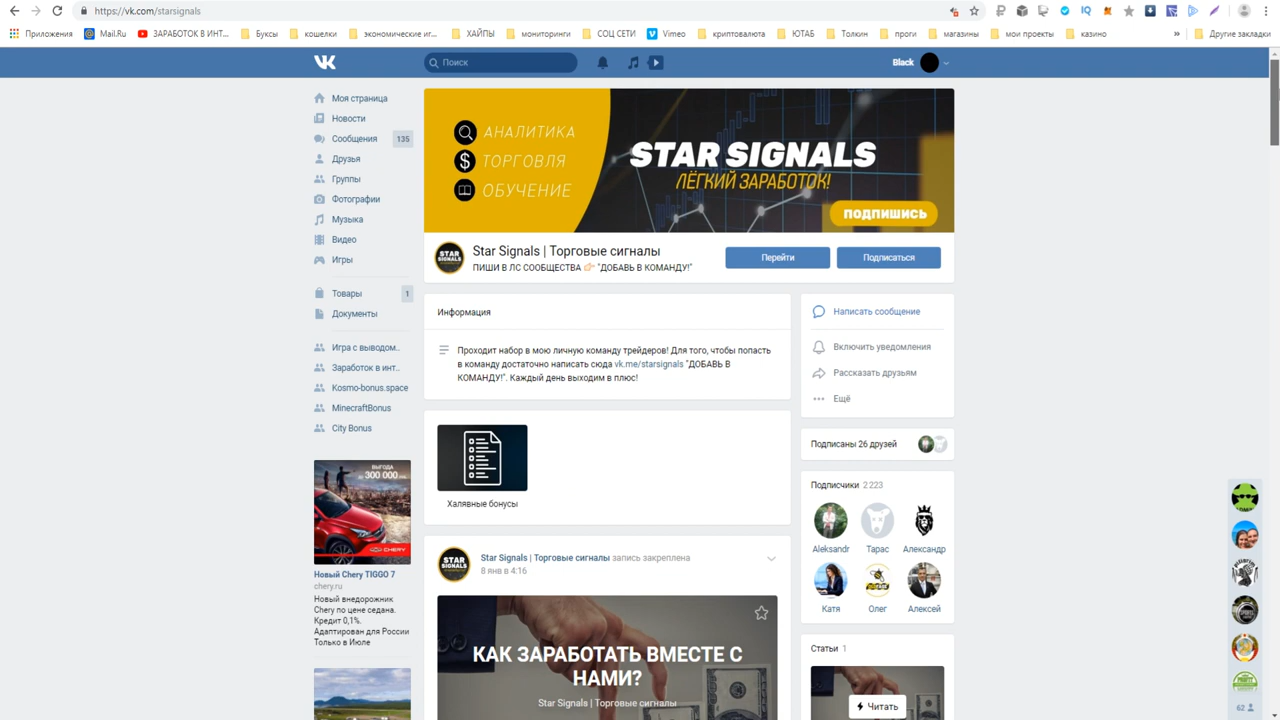 https://vk.com/starsignals
Приложения
Mail.Ru
ЗАРАБОТОК В ИНТ...
Буксы
кошелки
экономические иг...
ХАЙПЫ
мониторинги
СОЦ СЕТИ
Vimeo
криптовалюта
ЮТАБ
Толкин
проги
магазины
мои проекты
казино
»
Другие закладки
Поиск
Black
Моя страница
Новости
Сообщения 135
Друзья
Группы
Фотографии
Музыка
Видео
Игры
Товары 1
Документы
Игра с выводом..
Заработок в инт..
Kosmo-bonus.space
MinecraftBonus
City Bonus
ВЫГОДА
300 000
CHERY
Новый Chery TIGGO 7
chery.ru
Новый внедорожник
Chery по цене седана.
Кредит 0,1%.
Адаптирован для России
Только в Июле
АНАЛИТИКА
$ ТОРГОВЛЯ
ОБУЧЕНИЕ
STAR SIGNALS
ЛЁГКИЙ ЗАРАБОТОК!
ПОДПИШИСЬ
STAR
SIGNALS
Star Signals | Торговые сигналы
ПИШИ В ЛС СООБЩЕСТВА 👉 "ДОБАВЬ В КОМАНДУ!"
Перейти
Подписаться
Информация
Проходит набор в мою личную команду трейдеров! Для того, чтобы попасть
в команду достаточно написать сюда vk.me/starsignals "ДОБАВЬ В
КОМАНДУ!". Каждый день выходим в плюс!
Халявные бонусы
STAR
SIGNALS
Star Signals | Торговые сигналы запись закреплена
8 янв в 4:16
КАК ЗАРАБОТАТЬ ВМЕСТЕ С
НАМИ?
Star Signals | Торговые сигналы
Написать сообщение
Включить уведомления
Рассказать друзьям
Ещё
Подписаны 26 друзей
Подписчики 2 223
Aleksandr
Тарас
Александр
Катя
Олег
Алексей
Статьи 1
Читать
62